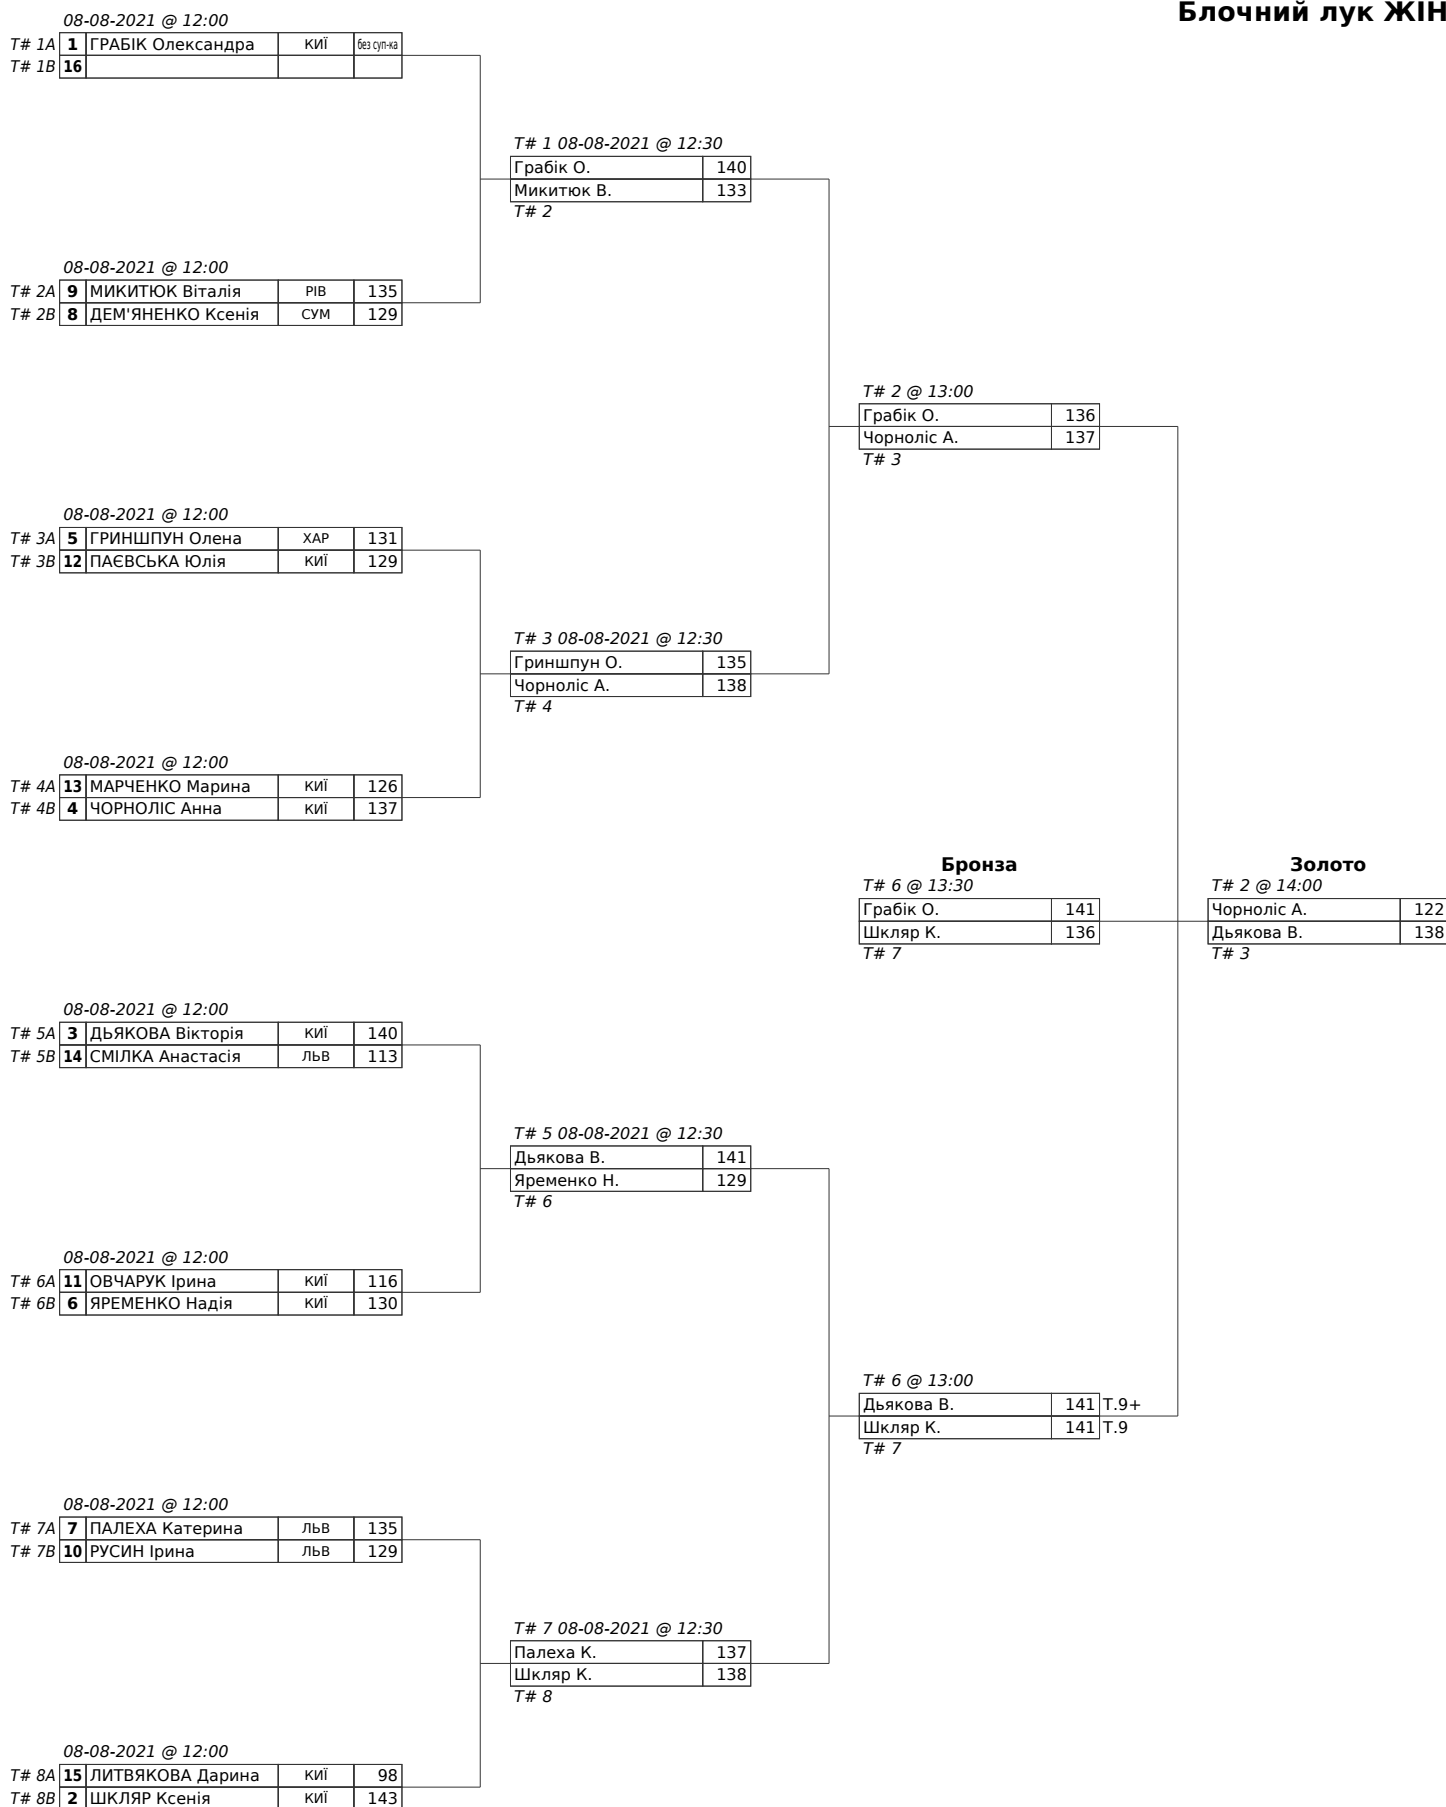 Блочний лук ЖІН
08-08-2021 @ 12:00
T# 1A 1 ГРАБІК Олександра КИЇ без суп-ка
T# 1B 16
T# 1 08-08-2021 @ 12:30
Грабік О. 140
Микитюк В. 133
T# 2
08-08-2021 @ 12:00
T# 2A 9 МИКИТЮК Віталія РІВ 135
T# 2B 8 ДЕМ'ЯНЕНКО Ксенія СУМ 129
T# 2 @ 13:00
Грабік О. 136
Чорноліс А. 137
T# 3
08-08-2021 @ 12:00
T# 3A 5 ГРИНШПУН Олена ХАР 131
T# 3B 12 ПАЄВСЬКА Юлія КИЇ 129
T# 3 08-08-2021 @ 12:30
Гриншпун О. 135
Чорноліс А. 138
T# 4
08-08-2021 @ 12:00
T# 4A 13 МАРЧЕНКО Марина КИЇ 126
T# 4B 4 ЧОРНОЛІС Анна КИЇ 137
Бронза
T# 6 @ 13:30
Грабік О. 141
Шкляр К. 136
T# 7
Золото
T# 2 @ 14:00
Чорноліс А. 122
Дьякова В. 138
T# 3
08-08-2021 @ 12:00
T# 5A 3 ДЬЯКОВА Вікторія КИЇ 140
T# 5B 14 СМІЛКА Анастасія ЛЬВ 113
T# 5 08-08-2021 @ 12:30
Дьякова В. 141
Яременко Н. 129
T# 6
08-08-2021 @ 12:00
T# 6A 11 ОВЧАРУК Ірина КИЇ 116
T# 6B 6 ЯРЕМЕНКО Надія КИЇ 130
T# 6 @ 13:00
Дьякова В. 141 T.9+
Шкляр К. 141 T.9
T# 7
08-08-2021 @ 12:00
T# 7A 7 ПАЛЕХА Катерина ЛЬВ 135
T# 7B 10 РУСИН Ірина ЛЬВ 129
T# 7 08-08-2021 @ 12:30
Палеха К. 137
Шкляр К. 138
T# 8
08-08-2021 @ 12:00
T# 8A 15 ЛИТВЯКОВА Дарина КИЇ 98
T# 8B 2 ШКЛЯР Ксенія КИЇ 143